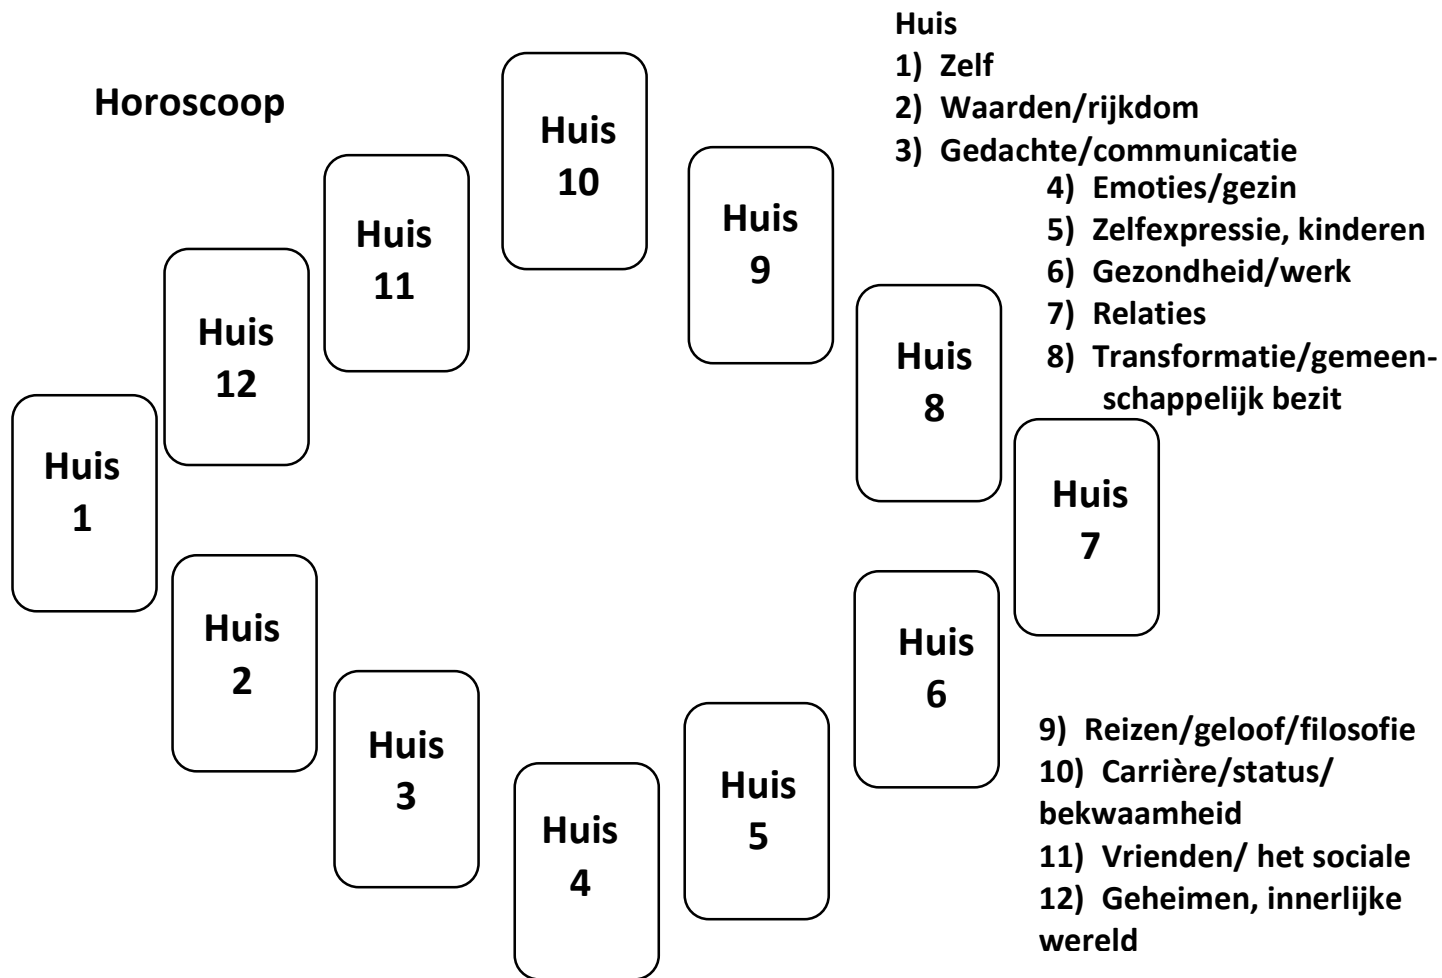 Horoscoop
Huis
10
Huis
11
Huis
9
Huis
12
Huis
8
Huis
1
Huis
7
Huis
2
Huis
6
Huis
3
Huis
5
Huis
4
Huis
1) Zelf
2) Waarden/rijkdom
3) Gedachte/communicatie
4) Emoties/gezin
5) Zelfexpressie, kinderen
6) Gezondheid/werk
7) Relaties
8) Transformatie/gemeen-
schappelijk bezit
9) Reizen/geloof/filosofie
10) Carrière/status/
bekwaamheid
11) Vrienden/ het sociale
12) Geheimen, innerlijke
wereld